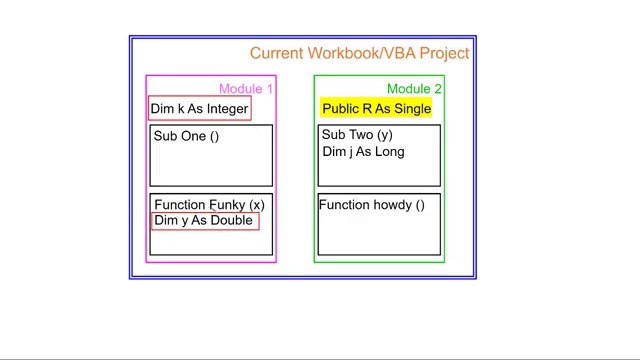 Current Workbook/VBA Project
Module 1
Dim k As Integer
Sub One ()
Function Funky (x)
Dim y As Double
Module 2
Public R As Single
Sub Two (y)
Dim j As Long
Function howdy ()